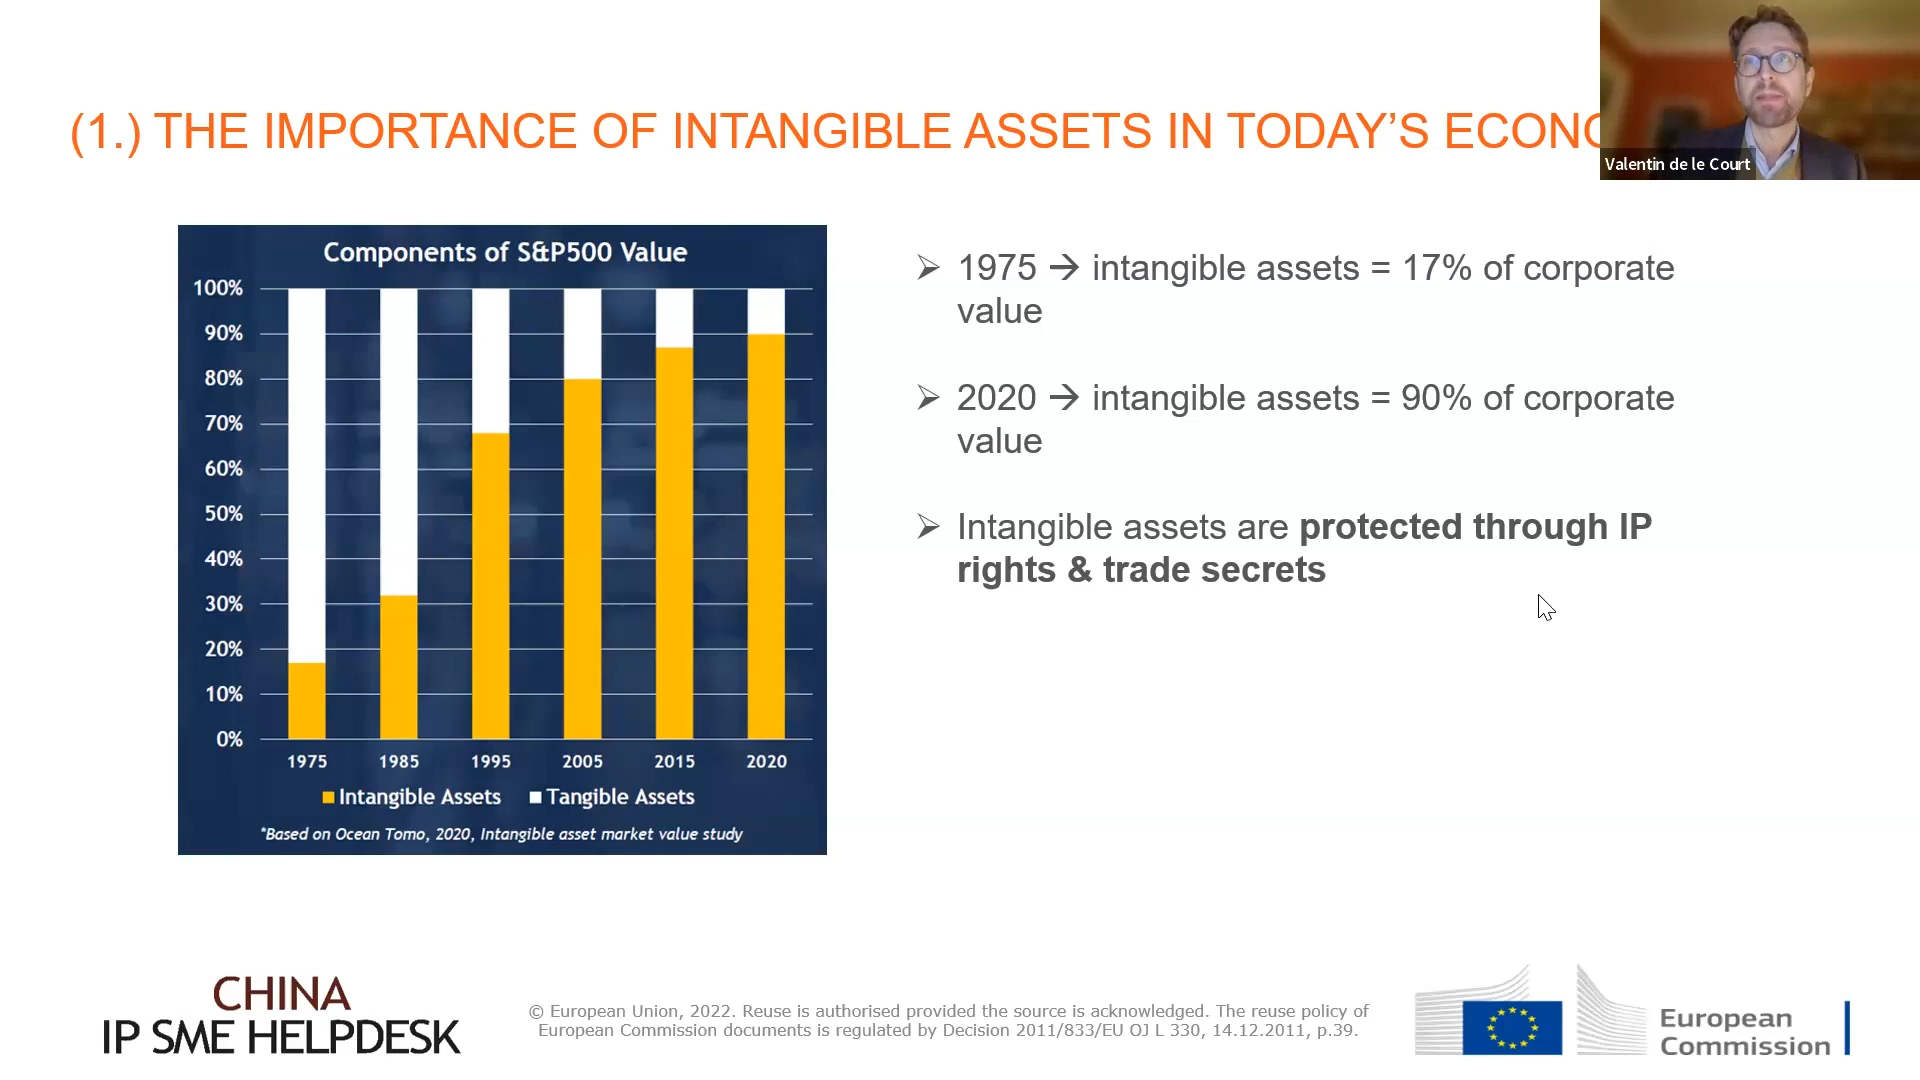 (1.) THE IMPORTANCE OF INTANGIBLE ASSETS IN TODAY’S ECONO
Valentin de le Court
Components of S&P500 Value
100%
90%
80%
70%
60%
50%
40%
30%
20%
10%
0%
1975 1985 1995 2005 2015 2020
Intangible Assets Tangible Assets
*Based on Ocean Tomo, 2020, Intangible asset market value study
➢ 1975 → intangible assets = 17% of corporate
value
➢ 2020 → intangible assets = 90% of corporate
value
➢ Intangible assets are protected through IP
rights & trade secrets
CHINA
IP SME HELPDESK
© European Union, 2022. Reuse is authorised provided the source is acknowledged. The reuse policy of
European Commission documents is regulated by Decision 2011/833/EU OJ L 330, 14.12.2011, p.39.
European
Commission